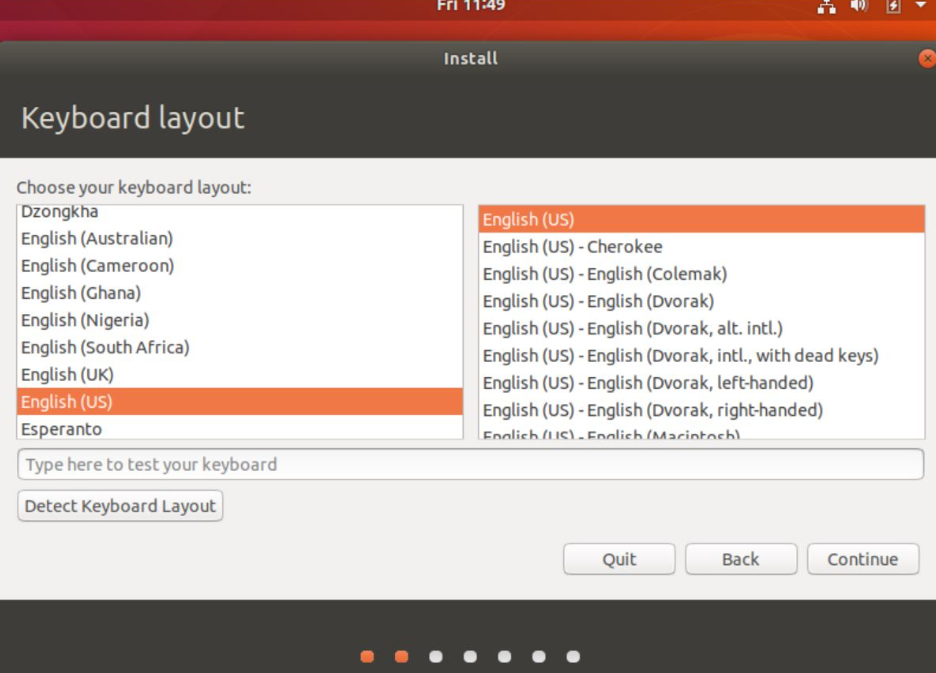 Fri 11:49
Install
Keyboard layout
Choose your keyboard layout:
Dzongkha
English (Australian)
English (Cameroon)
English (Ghana)
English (Nigeria)
English (South Africa)
English (UK)
English (US)
Esperanto
English (US)
English (US) - Cherokee
English (US) - English (Colemak)
English (US) - English (Dvorak)
English (US) - English (Dvorak, alt. intl.)
English (US) - English (Dvorak, intl., with dead keys)
English (US) - English (Dvorak, left-handed)
English (US) - English (Dvorak, right-handed)
English (US) - English (Macintosh)
Type here to test your keyboard
Detect Keyboard Layout
Quit
Back
Continue